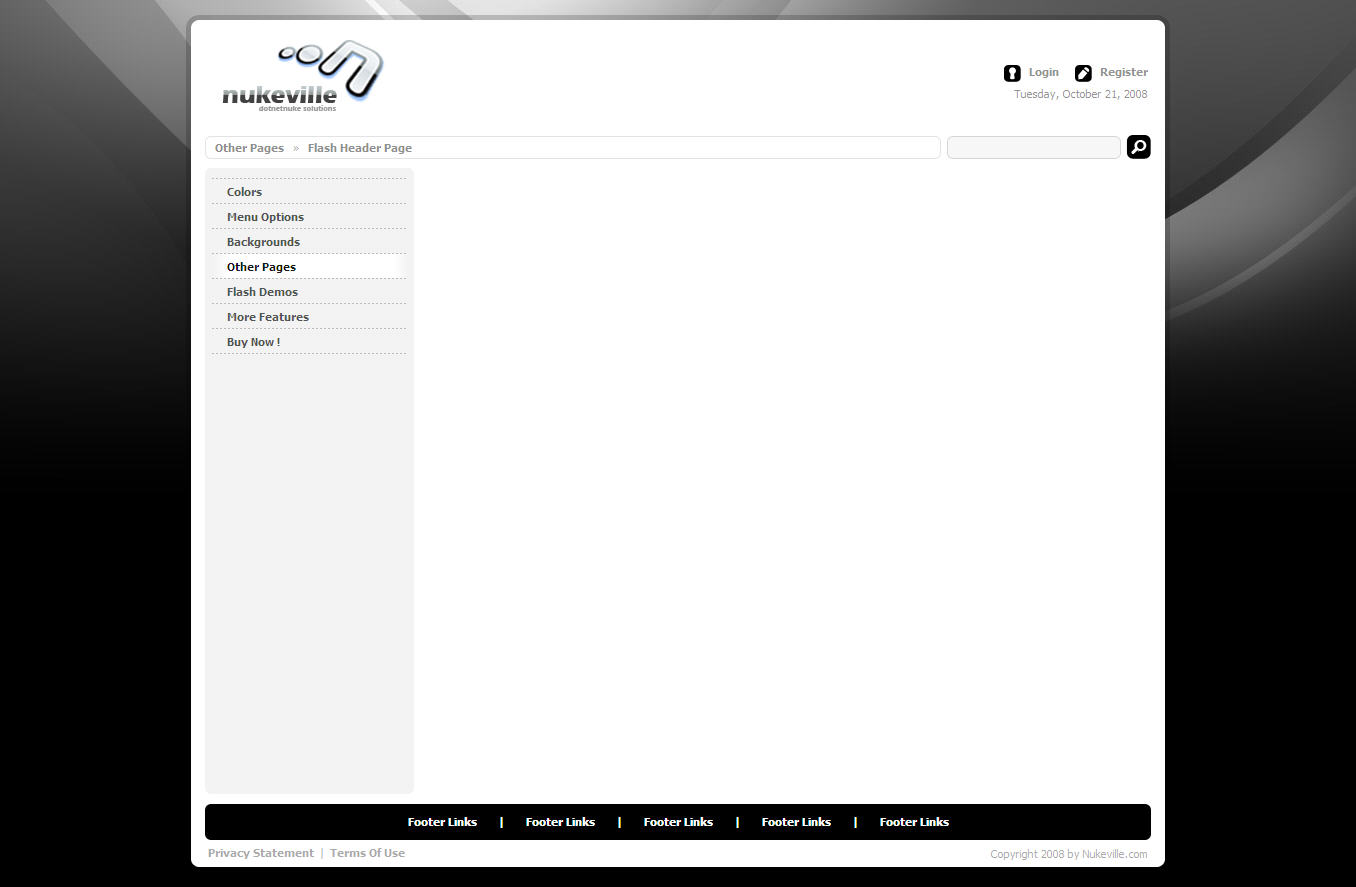 nukeville
dotnetnuke solutions
Login Register
Tuesday, October 21, 2008
Other Pages » Flash Header Page
Colors
Menu Options
Backgrounds
Other Pages
Flash Demos
More Features
Buy Now !
Footer Links | Footer Links | Footer Links | Footer Links | Footer Links
Privacy Statement | Terms Of Use
Copyright 2008 by Nukeville.com